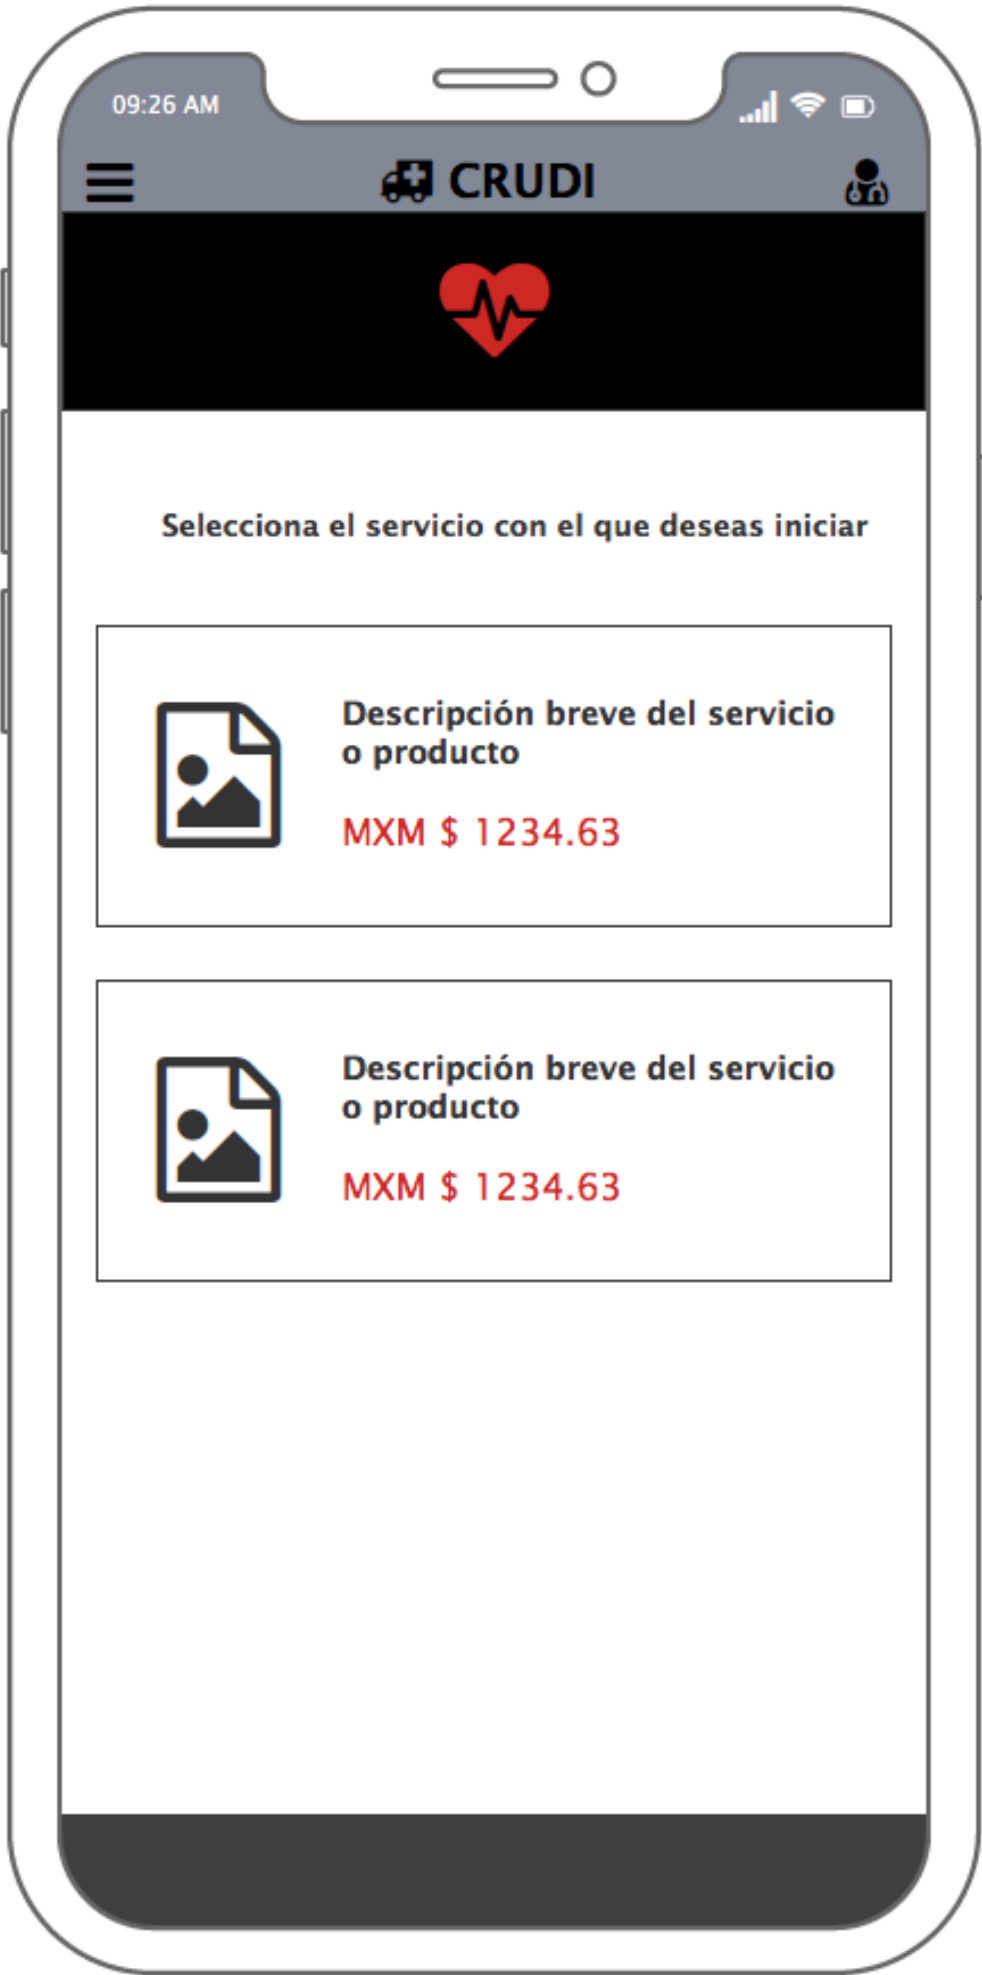 09:26 AM
CRUDI
Selecciona el servicio con el que deseas iniciar
Descripción breve del servicio
o producto
MXM $ 1234.63
Descripción breve del servicio
o producto
MXM $ 1234.63